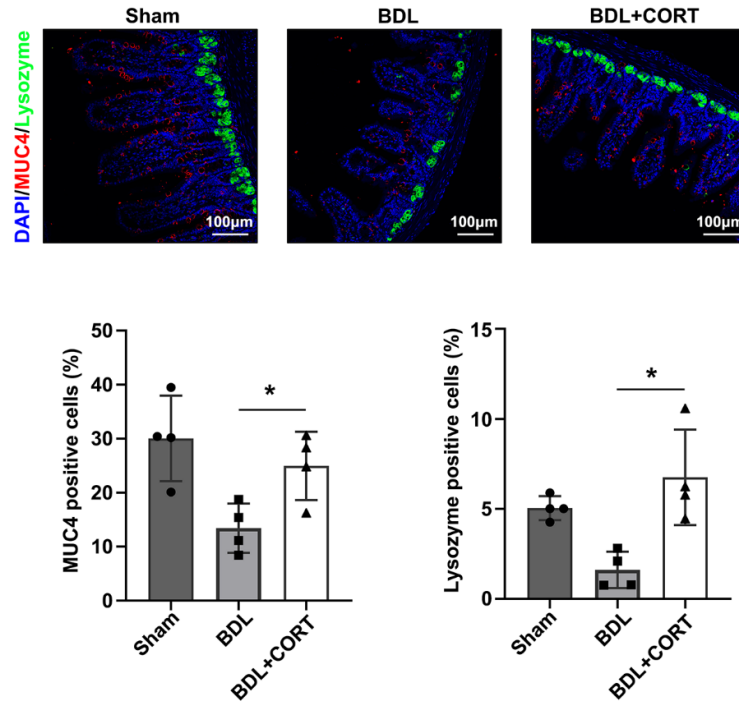 Sham
BDL
BDL+CORT
DAPI/MUC4/Lysozyme
100μm
100μm
100μm
MUC4 positive cells (%)
50
40
30
20
10
0
*
Sham
BDL
BDL+CORT
Lysozyme positive cells (%)
15
10
5
0
*
Sham
BDL
BDL+CORT